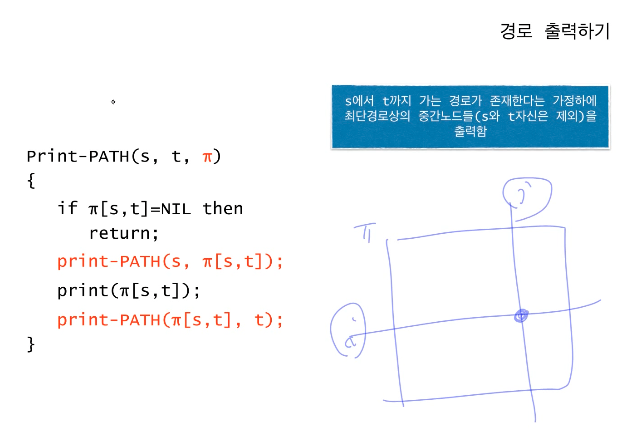 경로 출력하기
s에서 t까지 가는 경로가 존재한다는 가정하에
최단경로상의 중간노드들(s와 t자신은 제외)을
출력함
Print-PATH(s, t, π)
{
if π[s,t]=NIL then
return;
print-PATH(s, π[s,t]);
print(π[s,t]);
print-PATH(π[s,t], t);
}
π
j
i